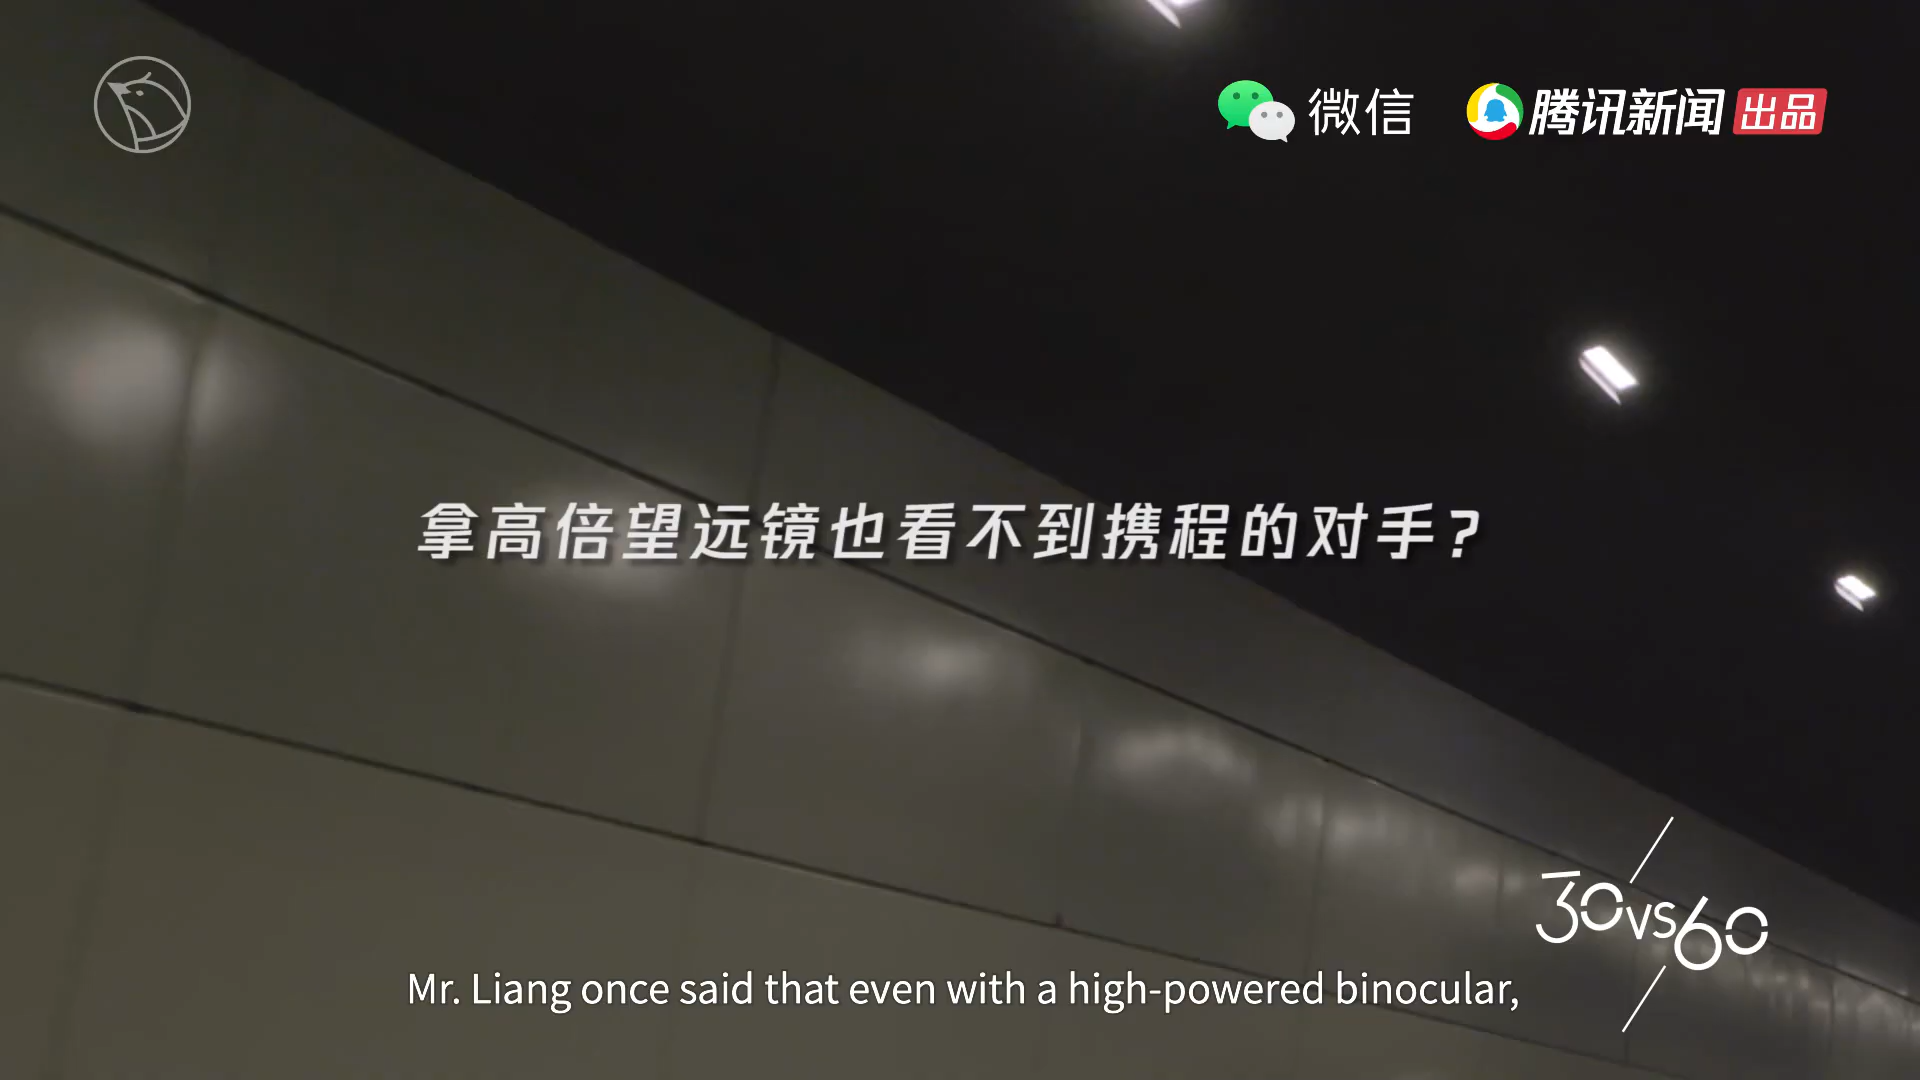 微信
腾讯新闻 出品
拿高倍望远镜也看不到携程的对手?
30vs60
Mr. Liang once said that even with a high-powered binocular,